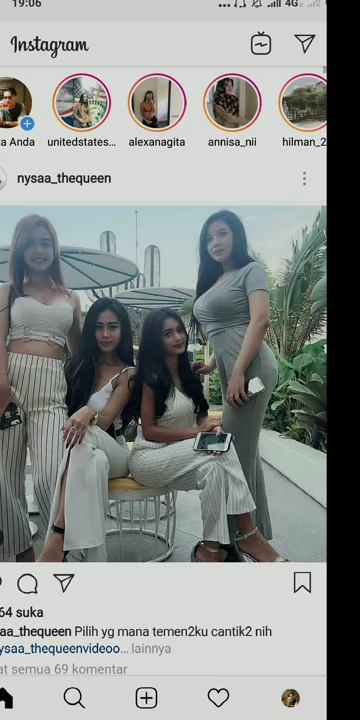 19:06
4G
Instagram
a Anda
unitedstates...
alexanagita
annisa_nii
hilman_2
nysaa_thequeen
64 suka
aa_thequeen Pilih yg mana temen2ku cantik2 nih
ysaa_thequeenvideoo... lainnya
at semua 69 komentar